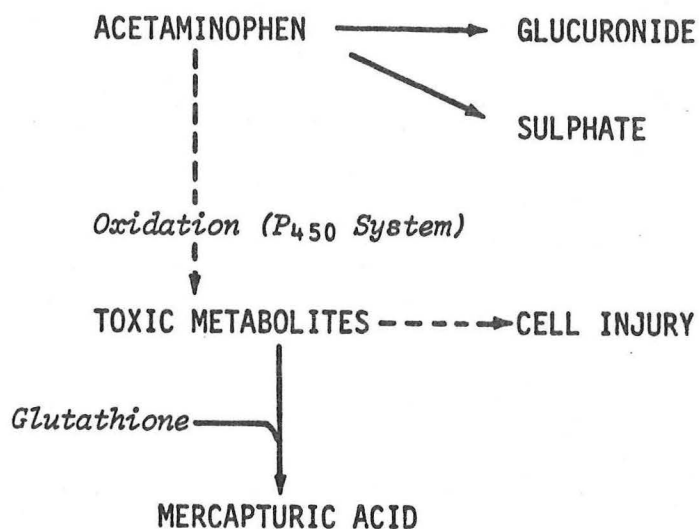 ACETAMINOPHEN GLUCURONIDE
SULPHATE
Oxidation (P450 System)
TOXIC METABOLITES CELL INJURY
Glutathione
MERCAPTURIC ACID